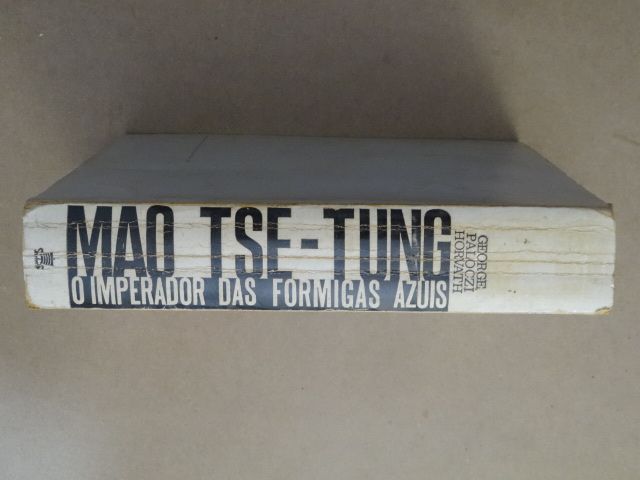 MAO TSE-TUNG
O IMPERADOR DAS FORMIGAS AZUIS
GEORGE
PALOCZI
HORVATH